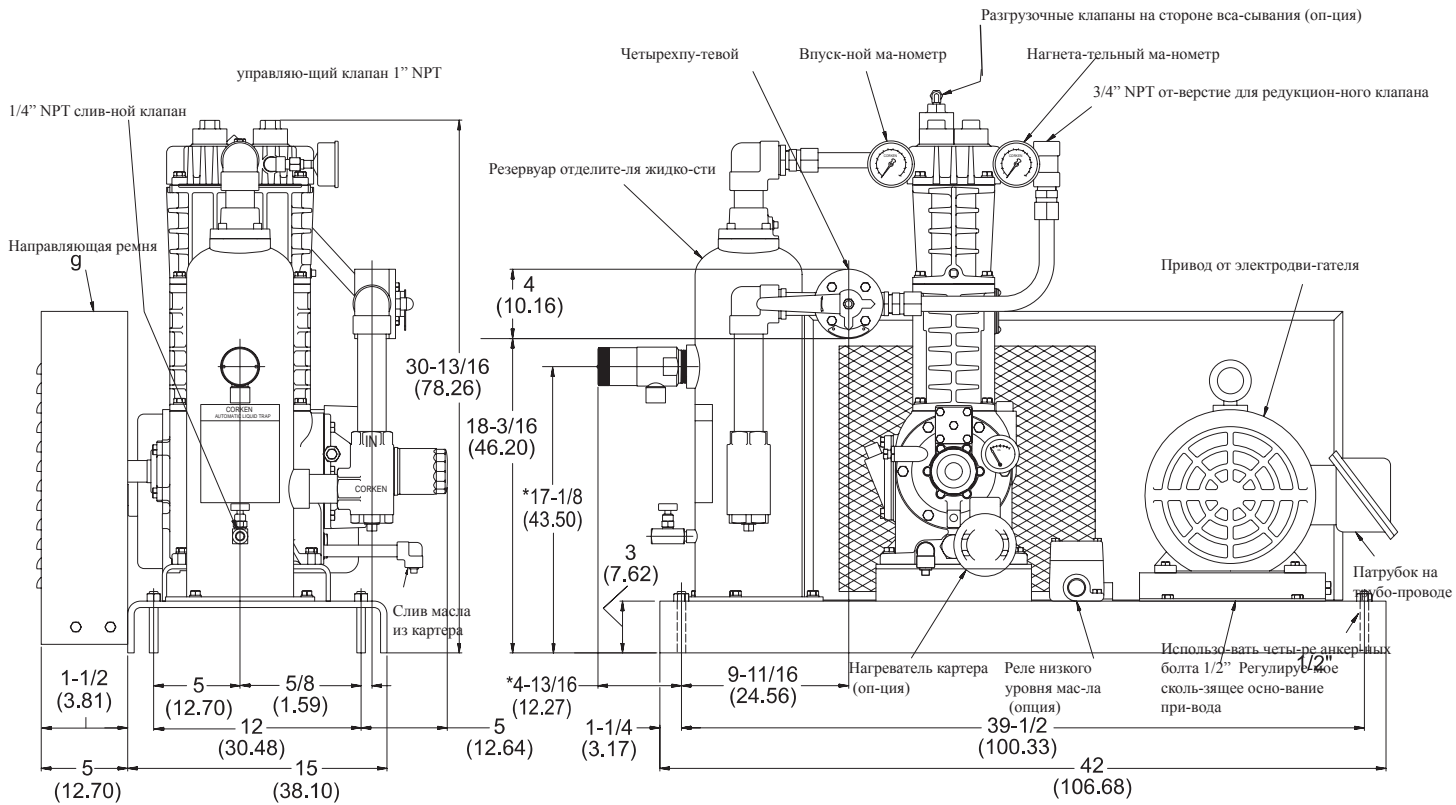 Разгрузочные клапаны на стороне вса-сывания (оп-ция)
Четырехпу-тевой
Впуск-ной ма-нометр
Нагнета-тельный ма-нометр
управляю-щий клапан 1” NPT
3/4” NPT от-верстие для редукцион-ного клапана
1/4” NPT слив-ной клапан
Резервуар отделите-ля жидко-сти
Направляющая ремня
g
Привод от электродви-гателя
4
(10.16)
30-13/16
(78.26)
18-3/16
(46.20)
*17-1/8
(43.50)
3
(7.62)
CORKEN
AUTOMATIC LIQUID TRAP
IN
CORKEN
CORKEN
CORKEN
Слив масла
из картера
Патрубок на
трубо-проводе
Нагреватель картера
(оп-ция)
Реле низкого
уровня мас-ла
(опция)
Использо-вать четы-ре анкер-ных
болта 1/2” Регулируе-мое
сколь-зящее осно-вание
при-вода
1/2"
1-1/2
(3.81)
5
(12.70)
5/8
(1.59)
*4-13/16
(12.27)
9-11/16
(24.56)
12
(30.48)
5
(12.64)
1-1/4
(3.17)
39-1/2
(100.33)
5
(12.70)
15
(38.10)
42
(106.68)